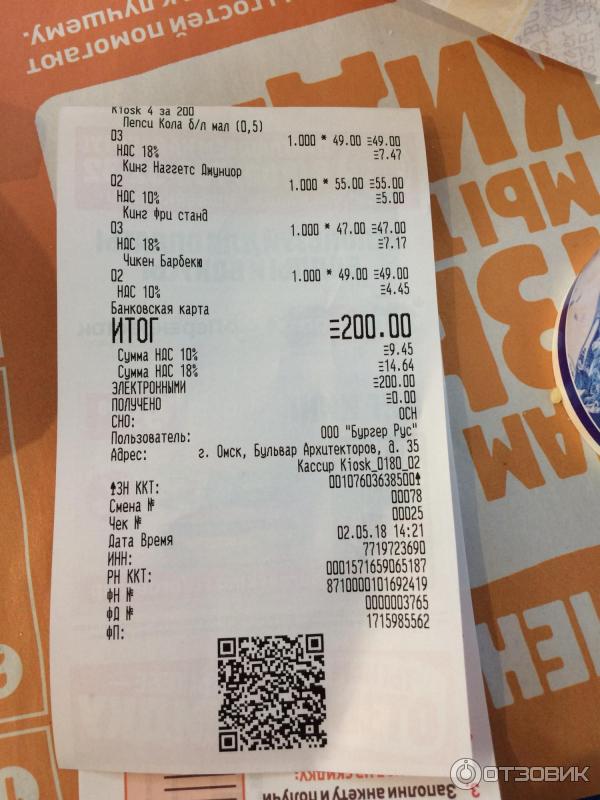 гостей помогают
к лучшему.
Kiosk 4 за 200
Пепси Кола б/л мал (0,5)
03 1.000 * 49.00 ≡49.00
НДС 18% ≡7.47
Кинг Наггетс Джуниор
02 1.000 * 55.00 ≡55.00
НДС 10% ≡5.00
Кинг Фри станд
03 1.000 * 47.00 ≡47.00
НДС 18% ≡7.17
Чикен Барбекю
02 1.000 * 49.00 ≡49.00
НДС 10% ≡4.45
Банковская карта
ИТОГ ≡200.00
Сумма НДС 10% ≡9.45
Сумма НДС 18% ≡14.64
ЭЛЕКТРОННЫМИ ≡200.00
ПОЛУЧЕНО ≡0.00
СНО: ОСН
Пользователь: ООО "Бургер Рус"
Адрес: г. Омск, Бульвар Архитекторов, д. 35
Кассир Kiosk_0180_02
ЗН ККТ: 00107603638500
Смена № 00078
Чек № 00025
Дата Время 02.05.18 14:21
ИНН: 7719723690
РН ККТ: 0001571659065187
ФН № 8710000101692419
ФД № 0000003765
ФП: 1715985562
3. Заполни анкету и получи
скидку:
ОТЗОВИК